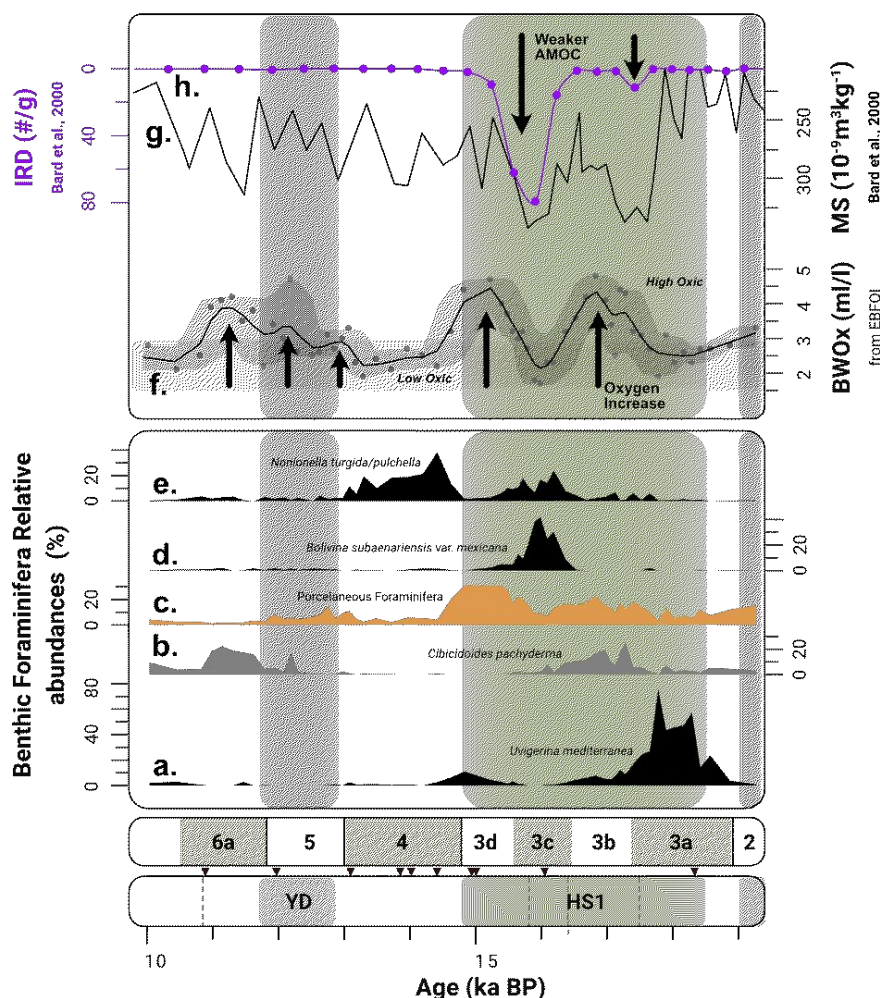 IRD (#/g)
Bard et al., 2000
0
40
80
h.
g.
Weaker
AMOC
250
300
MS (10⁻⁹m³kg⁻¹)
Bard et al., 2000
f.
Low Oxic
High Oxic
Oxygen
Increase
5
4
3
2
BWOx (ml/l)
from EBFOI
Benthic Foraminifera Relative
abundances (%)
e.
Nonionella turgida/pulchella
20
0
d.
Bolivina subaenariensis var. mexicana
20
0
c.
Porcelaneous Foraminifera
20
0
b.
Cibicidoides pachyderma
20
0
a.
Uvigerina mediterranea
80
40
0
6a 5 4 3d 3c 3b 3a 2
YD HS1
10 15
Age (ka BP)